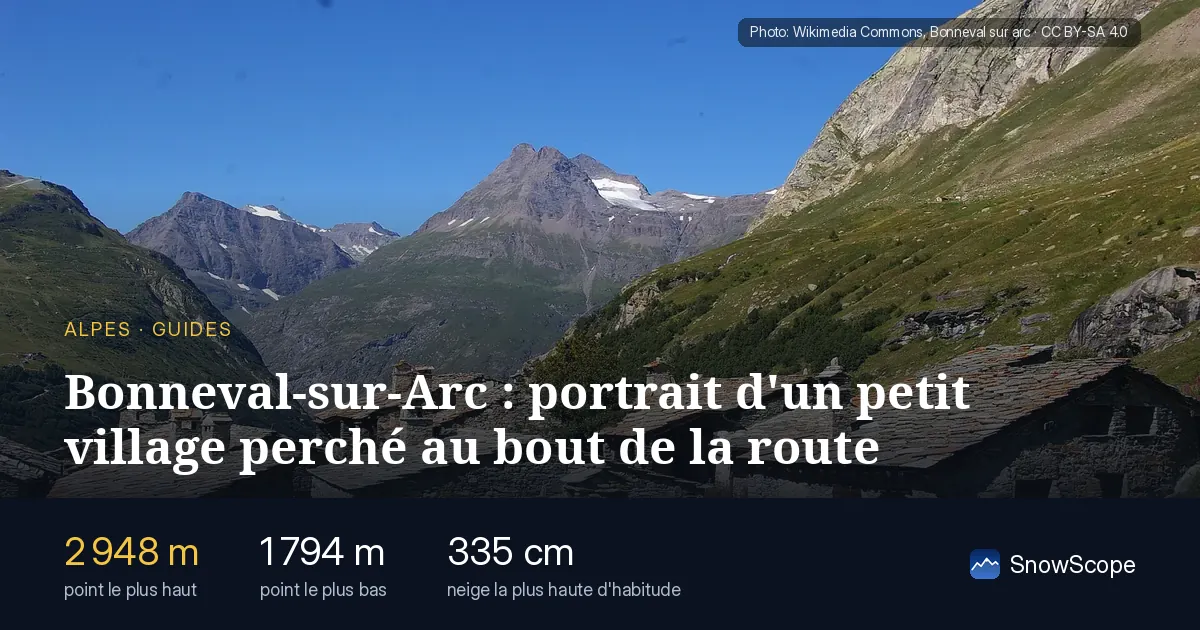 Photo: Wikimedia Commons, Bonneval sur arc · CC BY-SA 4.0
ALPES · GUIDES
Bonneval-sur-Arc : portrait d'un petit
village perché au bout de la route
2 948 m
point le plus haut
1 794 m
point le plus bas
335 cm
neige la plus haute d'habitude
SnowScope